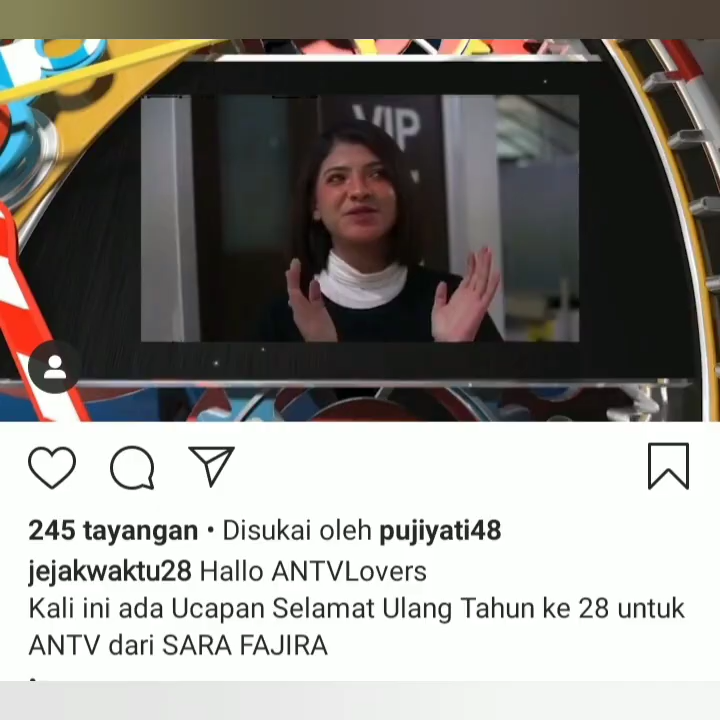 VIP
245 tayangan • Disukai oleh pujiyati48
jejakwaktu28 Hallo ANTVLovers
Kali ini ada Ucapan Selamat Ulang Tahun ke 28 untuk
ANTV dari SARA FAJIRA